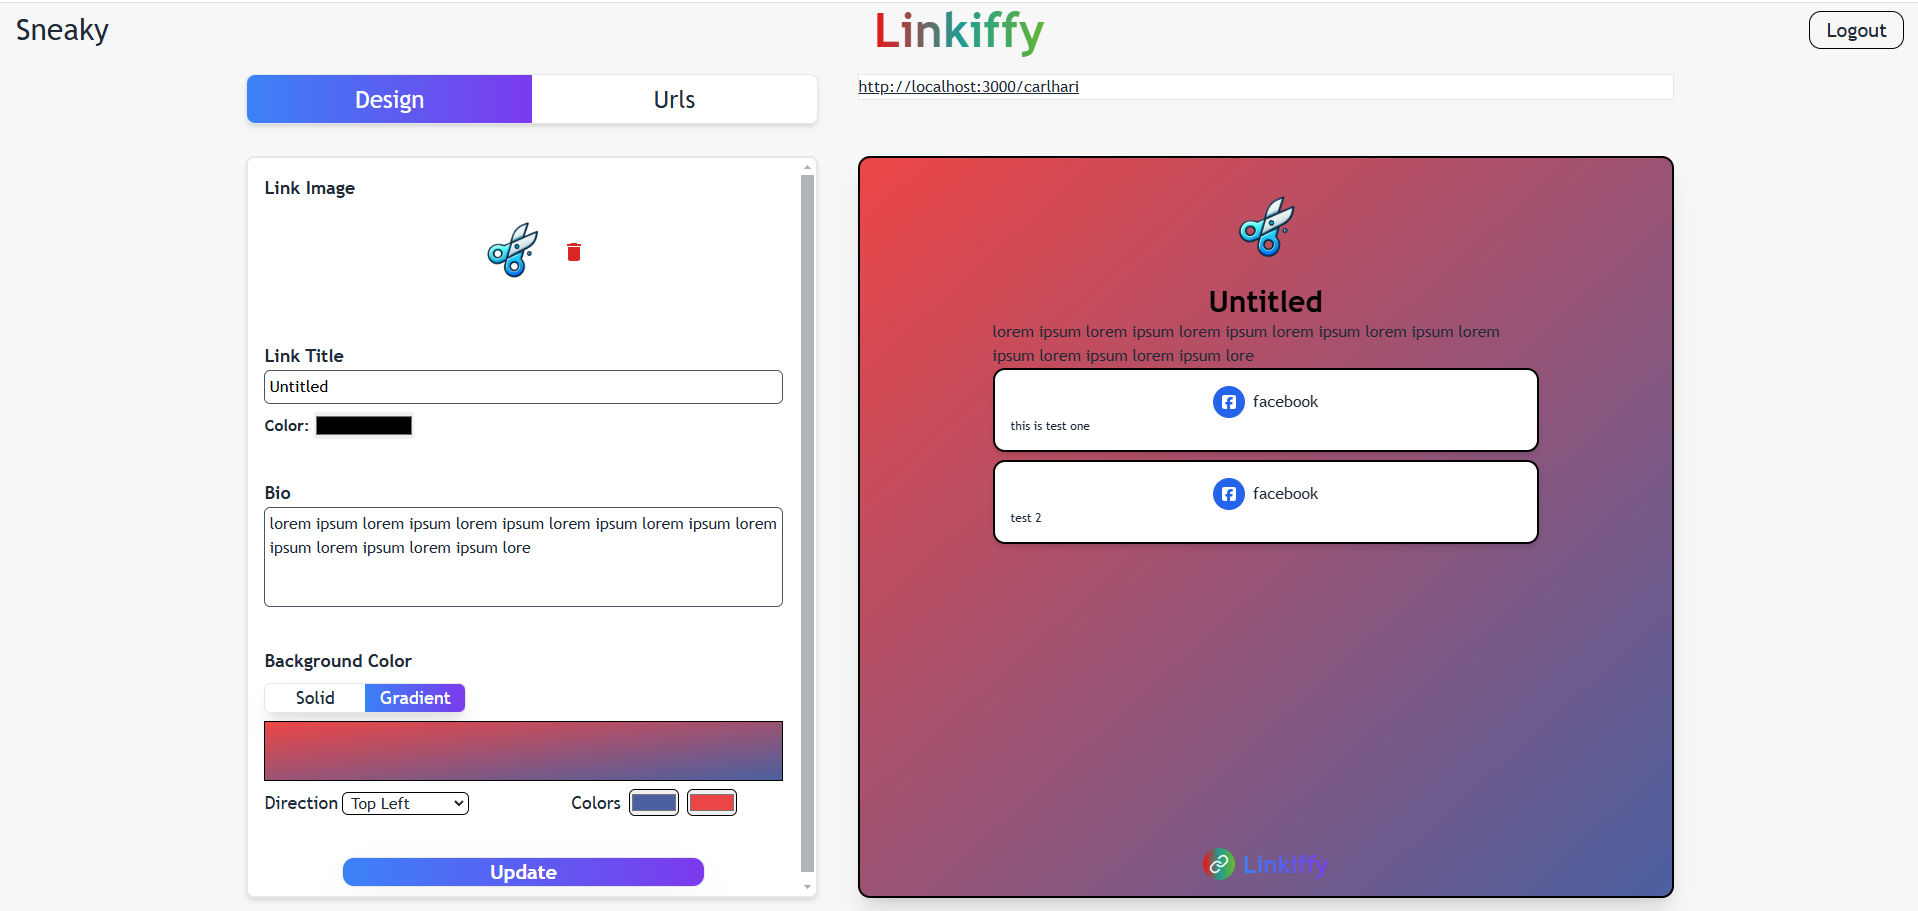 Sneaky
Linkiffy
Logout
Design
Urls
http://localhost:3000/carlhari
Link Image
Link Title
Untitled
Color:
Bio
lorem ipsum lorem ipsum lorem ipsum lorem ipsum lorem ipsum lorem
ipsum lorem ipsum lorem ipsum lore
Background Color
Solid
Gradient
Direction
Top Left
Colors
Update
Untitled
lorem ipsum lorem ipsum lorem ipsum lorem ipsum lorem ipsum lorem
ipsum lorem ipsum lorem ipsum lore
facebook
this is test one
facebook
test 2
Linkiffy